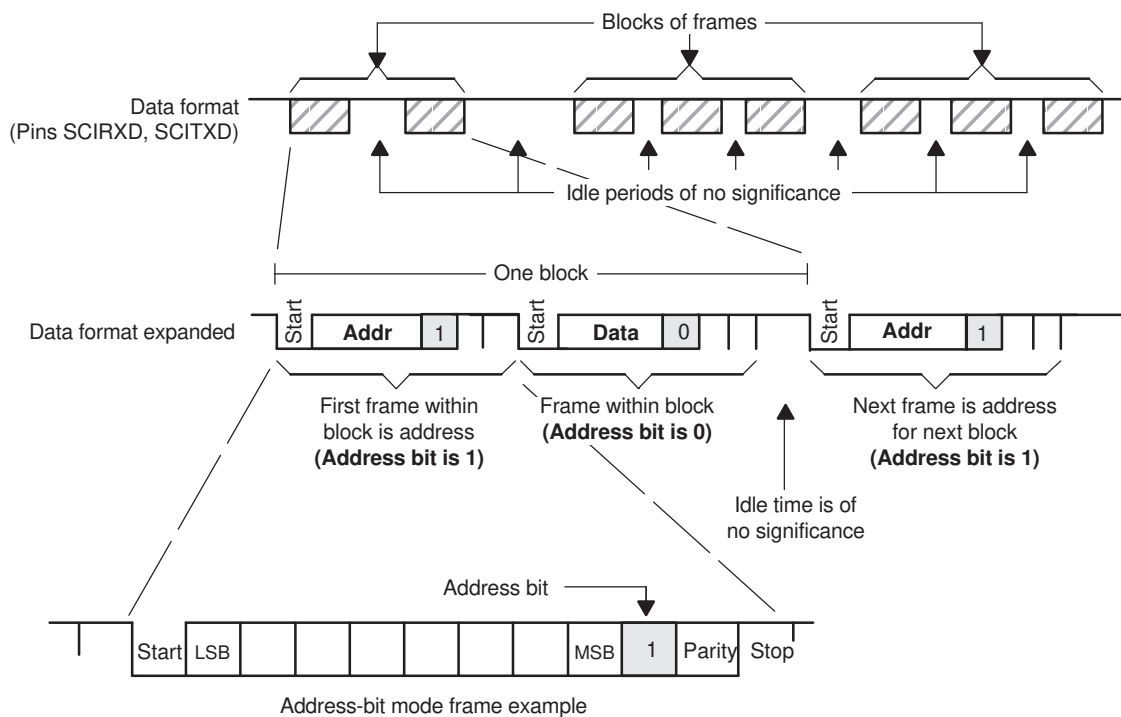 Blocks of frames
Data format
(Pins SCIRXD, SCITXD)
Idle periods of no significance
One block
Data format expanded
Start
Addr
1
Start
Data
0
Start
Addr
1
First frame within
block is address
(Address bit is 1)
Frame within block
(Address bit is 0)
Next frame is address
for next block
(Address bit is 1)
Idle time is of
no significance
Address bit
Start
LSB
MSB
1
Parity
Stop
Address-bit mode frame example